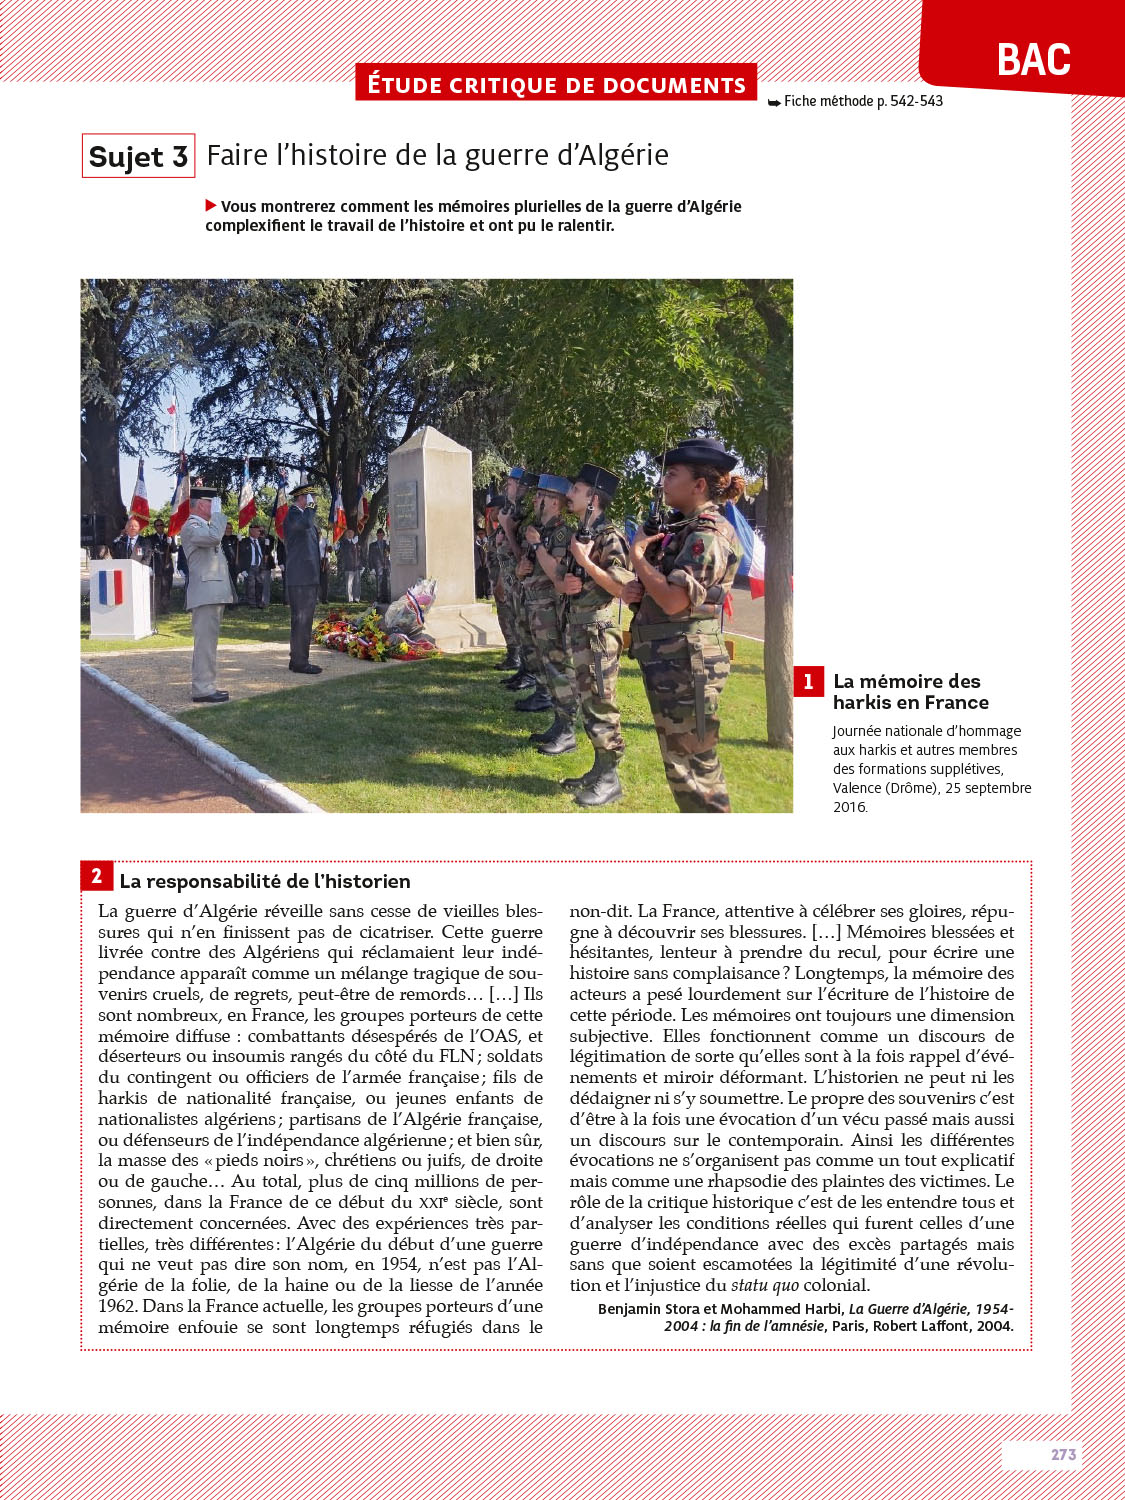 BAC
ÉTUDE CRITIQUE DE DOCUMENTS
➥ Fiche méthode p. 542-543
Sujet 3 Faire l'histoire de la guerre d'Algérie
▶ Vous montrerez comment les mémoires plurielles de la guerre d'Algérie
complexifient le travail de l'histoire et ont pu le ralentir.
1 La mémoire des
harkis en France
Journée nationale d'hommage
aux harkis et autres membres
des formations supplétives,
Valence (Drôme), 25 septembre
2016.
2 La responsabilité de l'historien
La guerre d'Algérie réveille sans cesse de vieilles bles-
sures qui n'en finissent pas de cicatriser. Cette guerre
livrée contre des Algériens qui réclamaient leur indé-
pendance apparaît comme un mélange tragique de sou-
venirs cruels, de regrets, peut-être de remords… […] Ils
sont nombreux, en France, les groupes porteurs de cette
mémoire diffuse : combattants désespérés de l'OAS, et
déserteurs ou insoumis rangés du côté du FLN ; soldats
du contingent ou officiers de l'armée française ; fils de
harkis de nationalité française, ou jeunes enfants de
nationalistes algériens ; partisans de l'Algérie française,
ou défenseurs de l'indépendance algérienne ; et bien sûr,
la masse des « pieds noirs », chrétiens ou juifs, de droite
ou de gauche… Au total, plus de cinq millions de per-
sonnes, dans la France de ce début du XXIe siècle, sont
directement concernées. Avec des expériences très par-
tielles, très différentes : l'Algérie du début d'une guerre
qui ne veut pas dire son nom, en 1954, n'est pas l'Al-
gérie de la folie, de la haine ou de la liesse de l'année
1962. Dans la France actuelle, les groupes porteurs d'une
mémoire enfouie se sont longtemps réfugiés dans le
non-dit. La France, attentive à célébrer ses gloires, répu-
gne à découvrir ses blessures. […] Mémoires blessées et
hésitantes, lenteur à prendre du recul, pour écrire une
histoire sans complaisance ? Longtemps, la mémoire des
acteurs a pesé lourdement sur l'écriture de l'histoire de
cette période. Les mémoires ont toujours une dimension
subjective. Elles fonctionnent comme un discours de
légitimation de sorte qu'elles sont à la fois rappel d'évé-
nements et miroir déformant. L'historien ne peut ni les
dédaigner ni s'y soumettre. Le propre des souvenirs c'est
d'être à la fois une évocation d'un vécu passé mais aussi
un discours sur le contemporain. Ainsi les différentes
évocations ne s'organisent pas comme un tout explicatif
mais comme une rhapsodie des plaintes des victimes. Le
rôle de la critique historique c'est de les entendre tous et
d'analyser les conditions réelles qui furent celles d'une
guerre d'indépendance avec des excès partagés mais
sans que soient escamotées la légitimité d'une révolu-
tion et l'injustice du statu quo colonial.
Benjamin Stora et Mohammed Harbi, La Guerre d'Algérie, 1954-
2004 : la fin de l'amnésie, Paris, Robert Laffont, 2004.
273